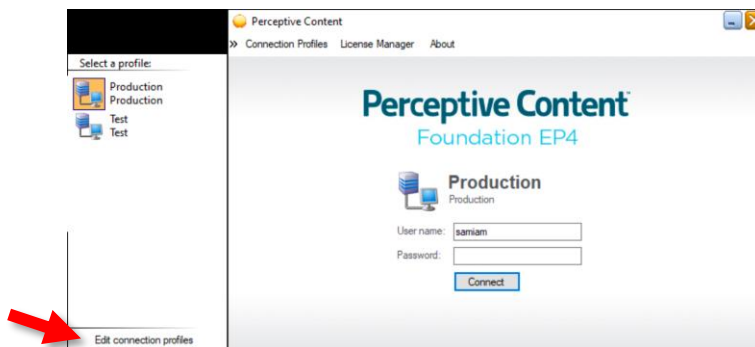 Perceptive Content
» Connection Profiles License Manager About
Select a profile:
Production
Production
Test
Test
Perceptive Content™
Foundation EP4
Production
Production
User name: samiam
Password:
Connect
Edit connection profiles